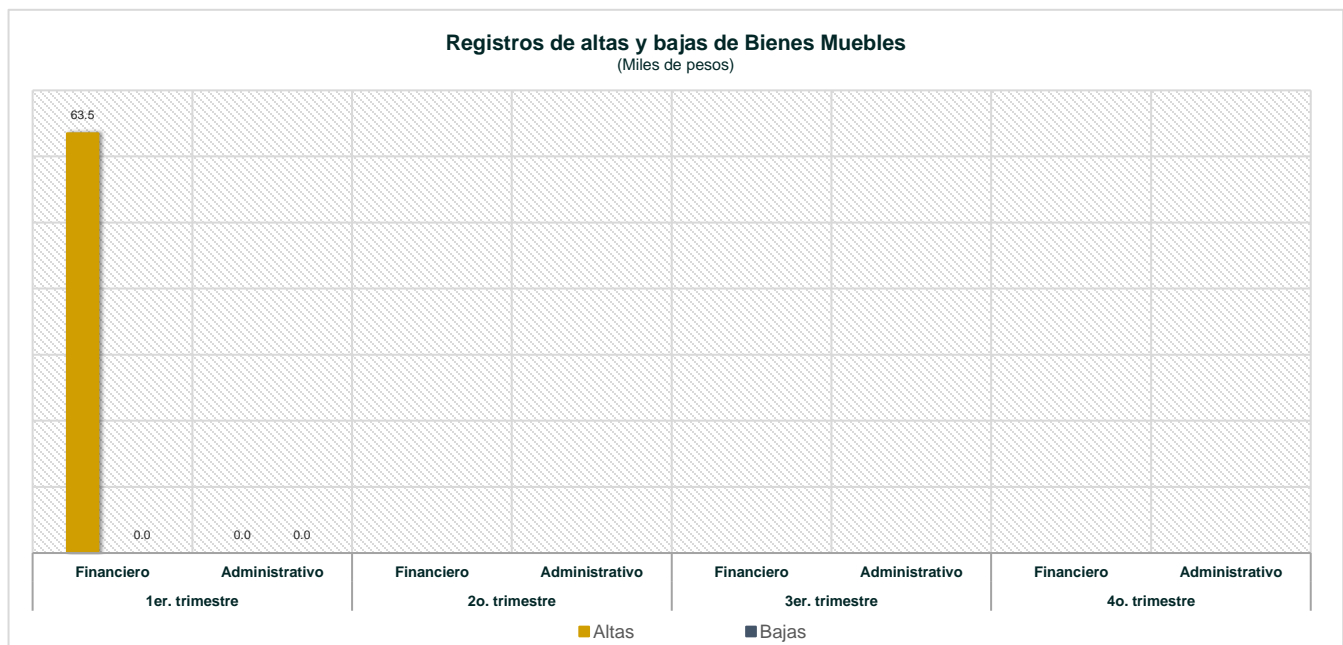 Registros de altas y bajas de Bienes Muebles
(Miles de pesos)
63.5
0.0 0.0 0.0
Financiero Administrativo Financiero Administrativo Financiero Administrativo Financiero Administrativo
1er. trimestre 2o. trimestre 3er. trimestre 4o. trimestre
Altas Bajas